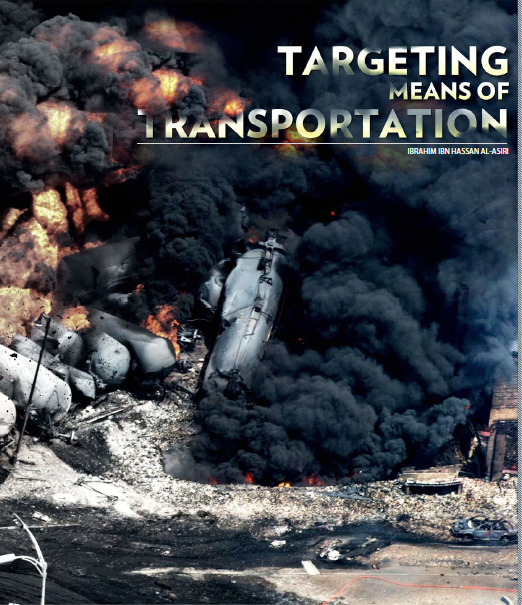 TARGETING
MEANS OF
TRANSPORTATION
IBRAHIM IBN HASSAN AL-ASIRI